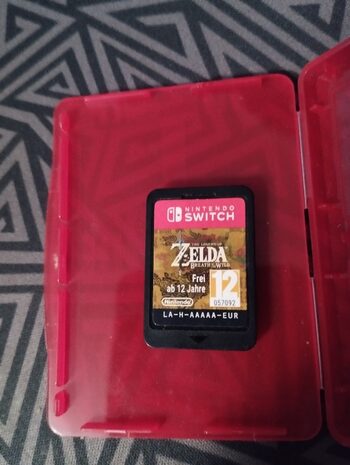 NINTENDO
SWITCH
THE LEGEND OF
ZELDA
BREATH OF THE WILD
Frei
ab 12 Jahre
12
Nintendo
057092
LA-H-AAAAA-EUR